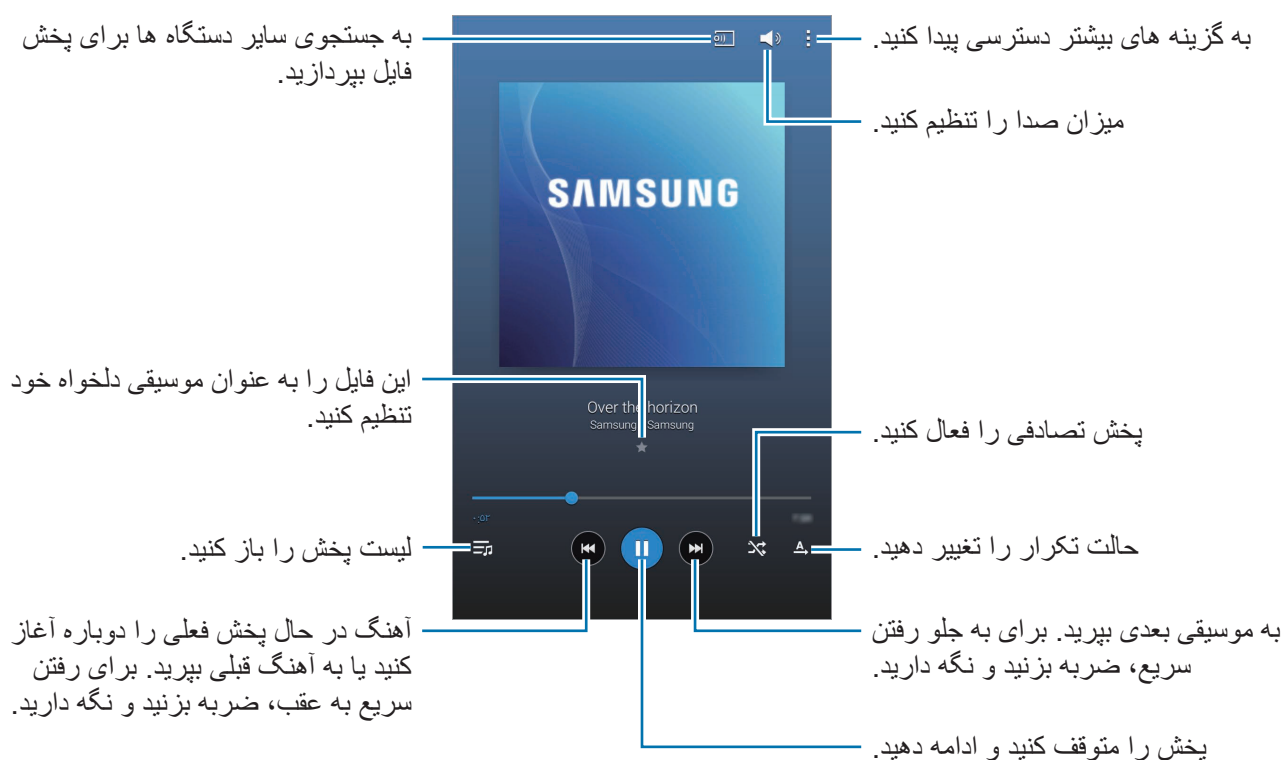 به گزینه های بیشتر دسترسی پیدا کنید.
به جستجوی سایر دستگاه ها برای پخش
فایل بپردازید.
میزان صدا را تنظیم کنید.
SAMSUNG
این فایل را به عنوان موسیقی دلخواه خود
تنظیم کنید.
Over the horizon
Samsung Samsung
پخش تصادفی را فعال کنید.
۰:۵۳
حالت تکرار را تغییر دهید.
لیست پخش را باز کنید.
به موسیقی بعدی بپرید. برای به جلو رفتن
سریع، ضربه بزنید و نگه دارید.
آهنگ در حال پخش فعلی را دوباره آغاز
کنید یا به آهنگ قبلی بپرید. برای رفتن
سریع به عقب، ضربه بزنید و نگه دارید.
پخش را متوقف کنید و ادامه دهید.